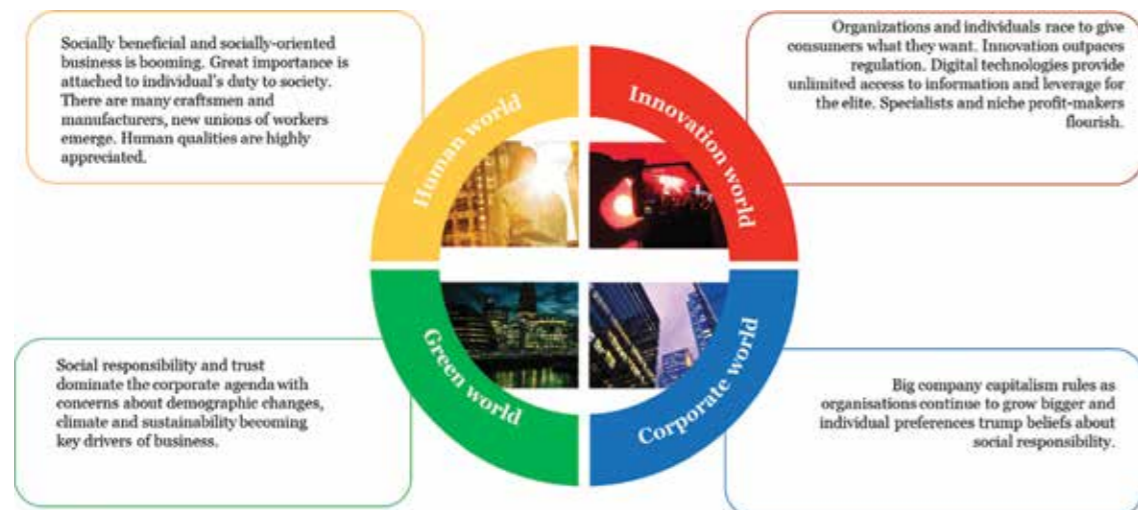 Socially beneficial and socially-oriented
business is booming. Great importance is
attached to individual's duty to society.
There are many craftsmen and
manufacturers, new unions of workers
emerge. Human qualities are highly
appreciated.
Human world
Innovation world
Organizations and individuals race to give
consumers what they want. Innovation outpaces
regulation. Digital technologies provide
unlimited access to information and leverage for
the elite. Specialists and niche profit-makers
flourish.
Social responsibility and trust
dominate the corporate agenda with
concerns about demographic changes,
climate and sustainability becoming
key drivers of business.
Green world
Corporate world
Big company capitalism rules as
organisations continue to grow bigger and
individual preferences trump beliefs about
social responsibility.